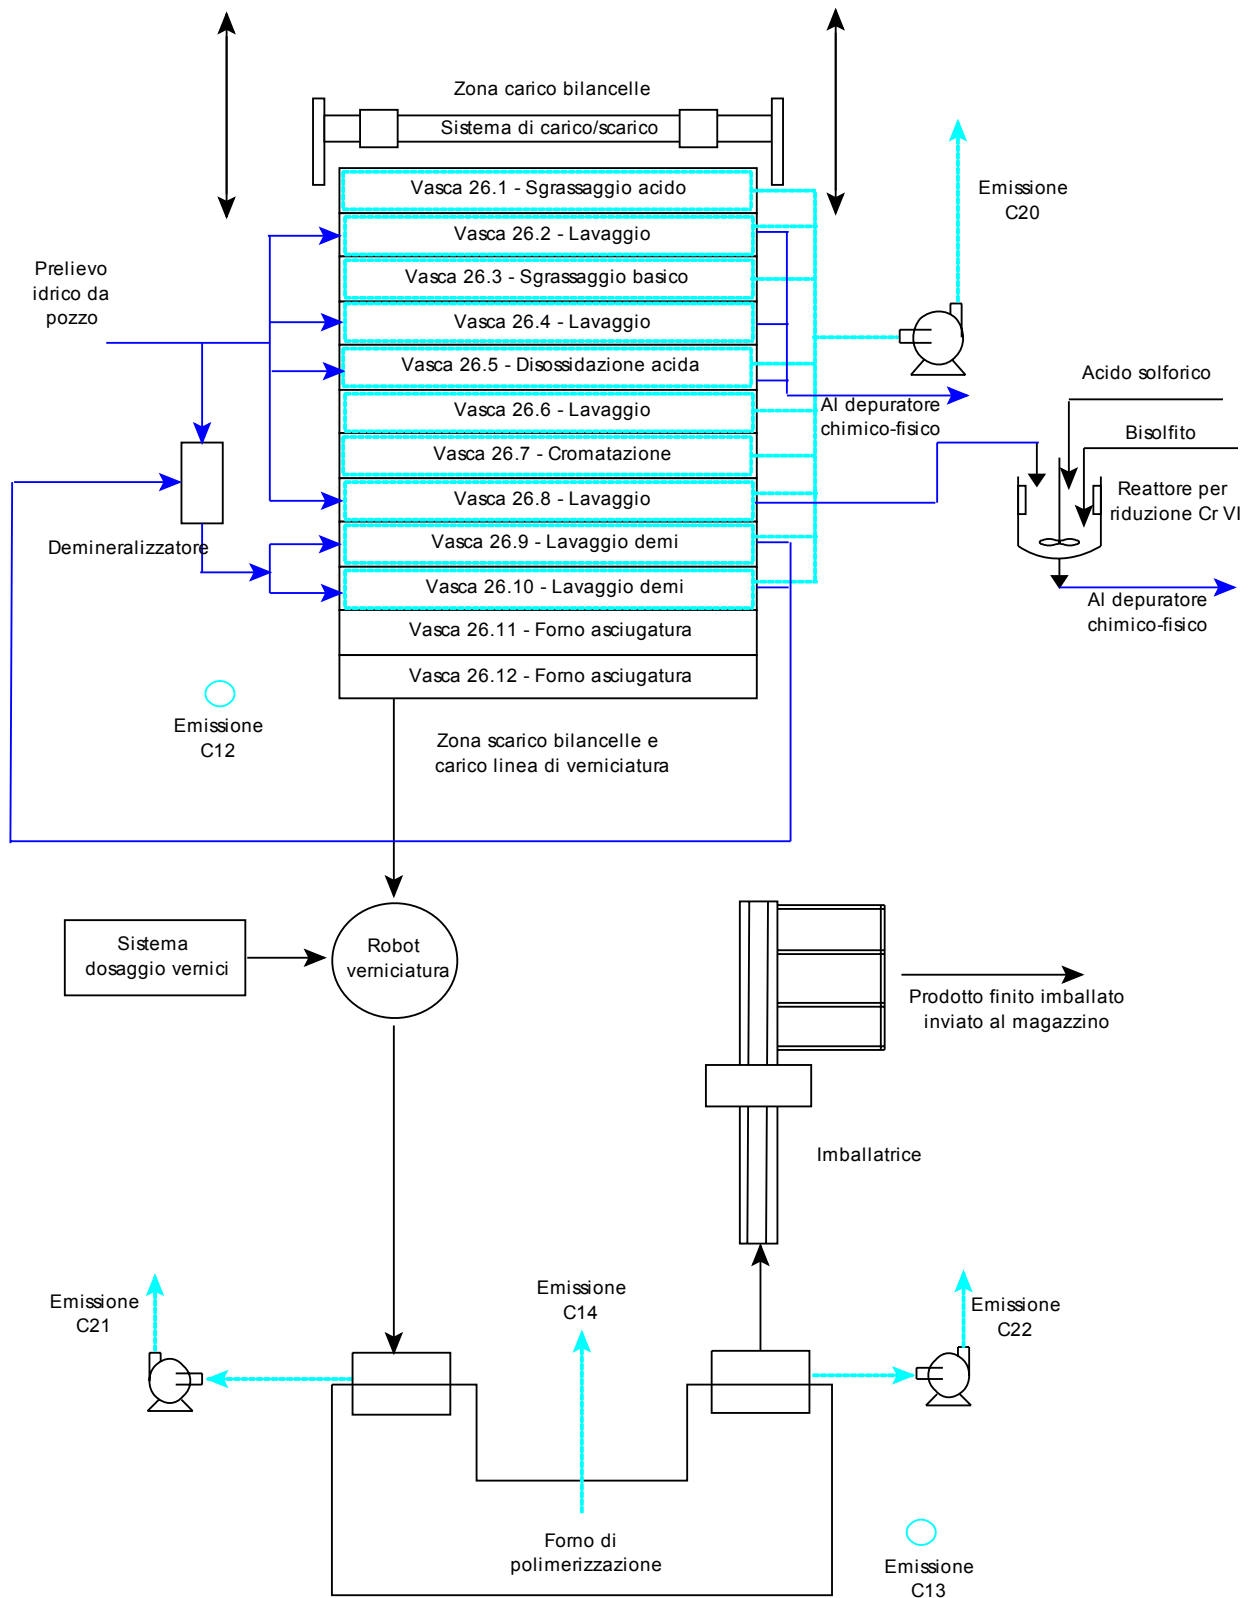 Zona carico bilancelle
Sistema di carico/scarico
Vasca 26.1 - Sgrassaggio acido
Emissione
C20
Vasca 26.2 - Lavaggio
Prelievo
idrico da
pozzo
Vasca 26.3 - Sgrassaggio basico
Vasca 26.4 - Lavaggio
Vasca 26.5 - Disossidazione acida
Acido solforico
Vasca 26.6 - Lavaggio
Al depuratore
chimico-fisico
Bisolfito
Vasca 26.7 - Cromatazione
Vasca 26.8 - Lavaggio
Reattore per
riduzione Cr VI
Demineralizzatore
Vasca 26.9 - Lavaggio demi
Vasca 26.10 - Lavaggio demi
Al depuratore
chimico-fisico
Vasca 26.11 - Forno asciugatura
Vasca 26.12 - Forno asciugatura
Emissione
C12
Zona scarico bilancelle e
carico linea di verniciatura
Sistema
dosaggio vernici
Robot
verniciatura
Prodotto finito imballato
inviato al magazzino
Imballatrice
Emissione
C21
Emissione
C14
Emissione
C22
Forno di
polimerizzazione
Emissione
C13